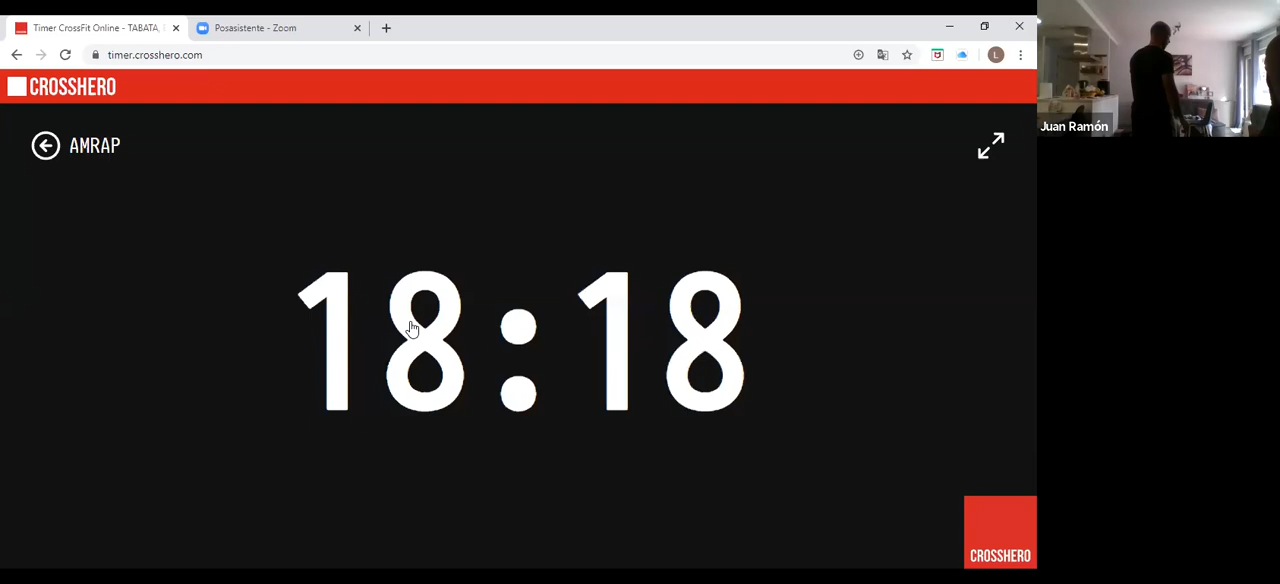 Timer CrossFit Online - TABATA,
Posasistente - Zoom
timer.crosshero.com
L
CROSSHERO
AMRAP
18:18
CROSSHERO
Juan Ramón